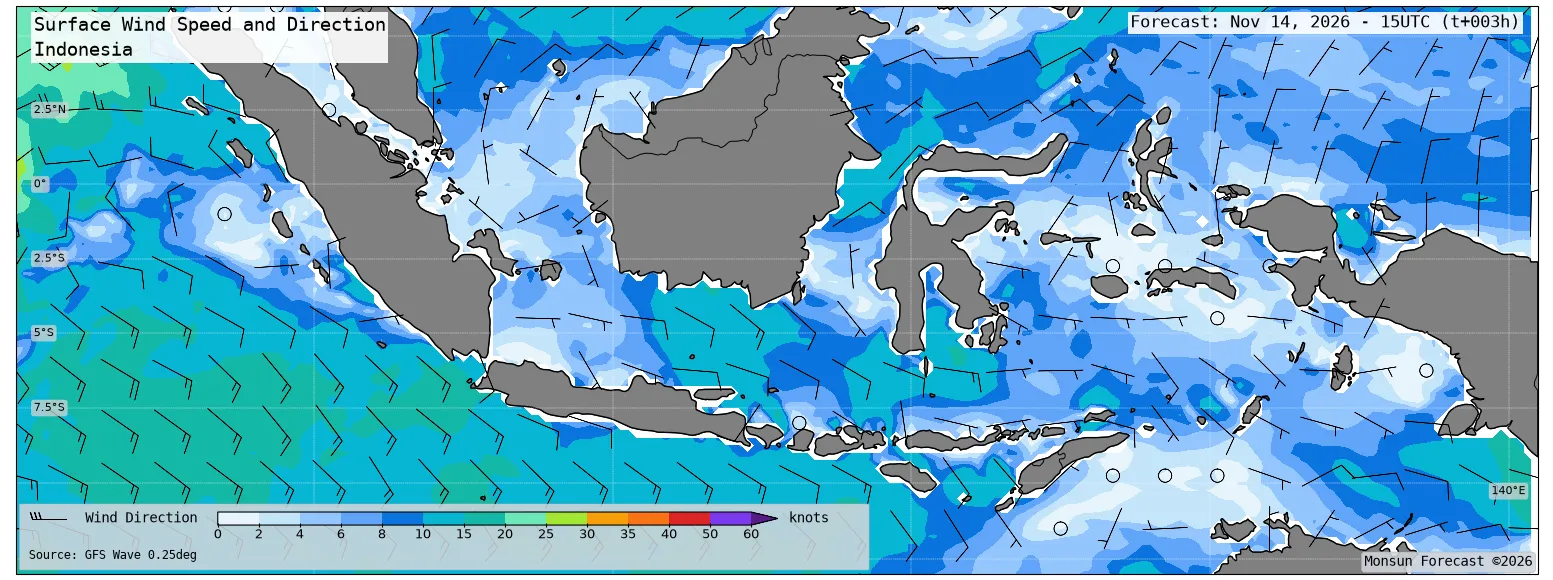 Surface Wind Speed and Direction
Indonesia
Forecast: Nov 14, 2026 - 15UTC (t+003h)
2.5°N
0°
2.5°S
5°S
7.5°S
140°E
Wind Direction
0 2 4 6 8 10 15 20 25 30 35 40 50 60
knots
Source: GFS Wave 0.25deg
Monsun Forecast ©2026